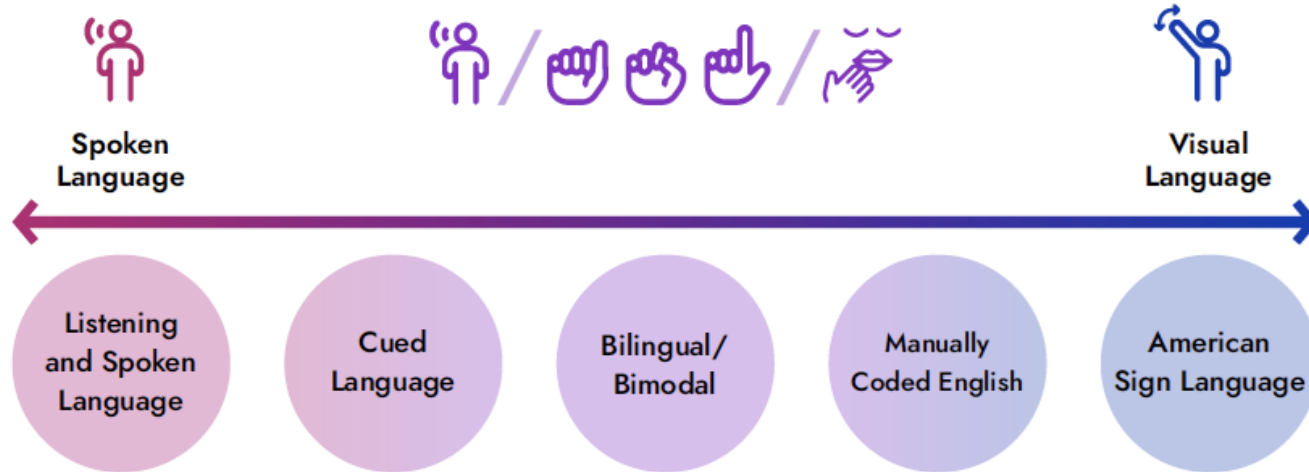 Spoken
Language
Visual
Language
Listening
and Spoken
Language
Cued
Language
Bilingual/
Bimodal
Manually
Coded English
American
Sign Language